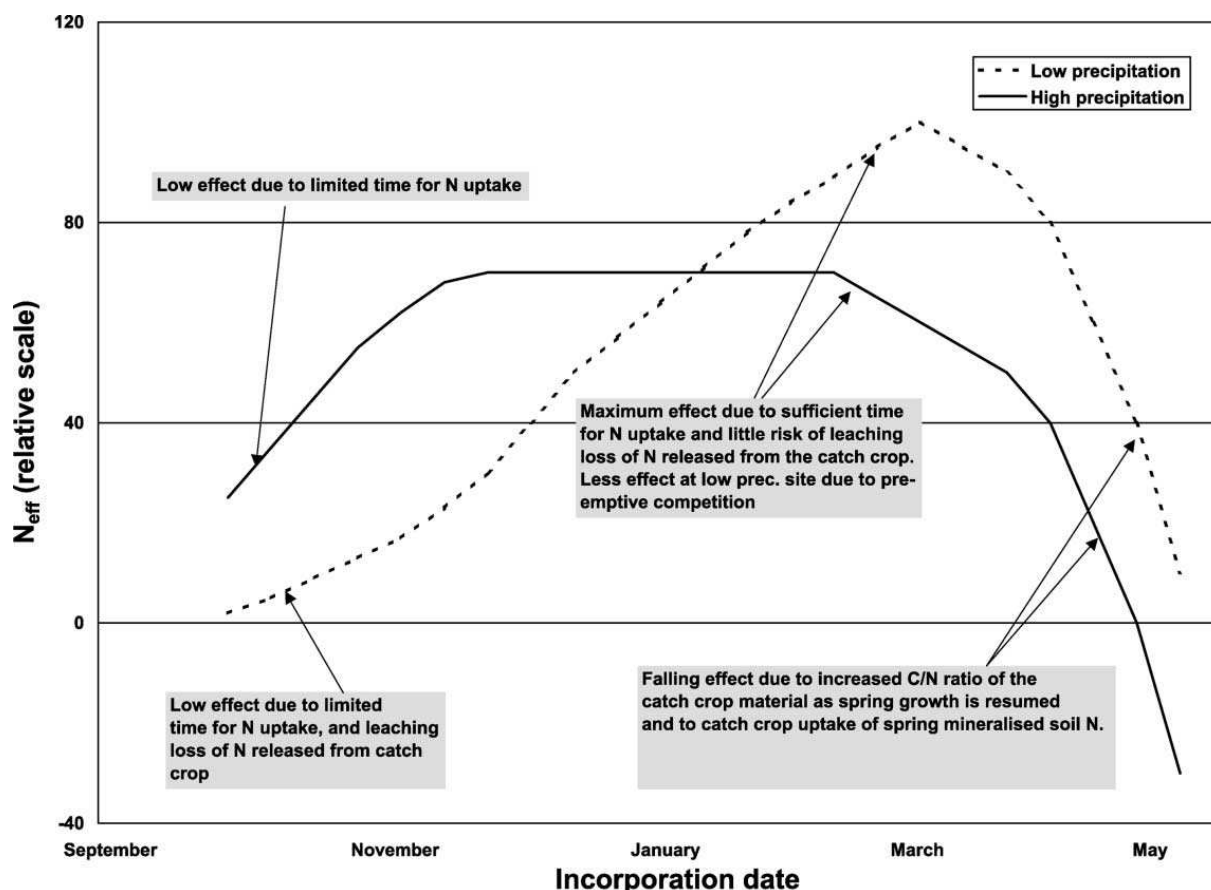 120
Low precipitation
High precipitation
Low effect due to limited time for N uptake
80
Neff (relative scale)
Maximum effect due to sufficient time
for N uptake and little risk of leaching
loss of N released from the catch crop.
Less effect at low prec. site due to pre-
emptive competition
40
0
Low effect due to limited
time for N uptake, and leaching
loss of N released from catch
crop
Falling effect due to increased C/N ratio of the
catch crop material as spring growth is resumed
and to catch crop uptake of spring mineralised soil N.
-40
September
November
January
March
May
Incorporation date